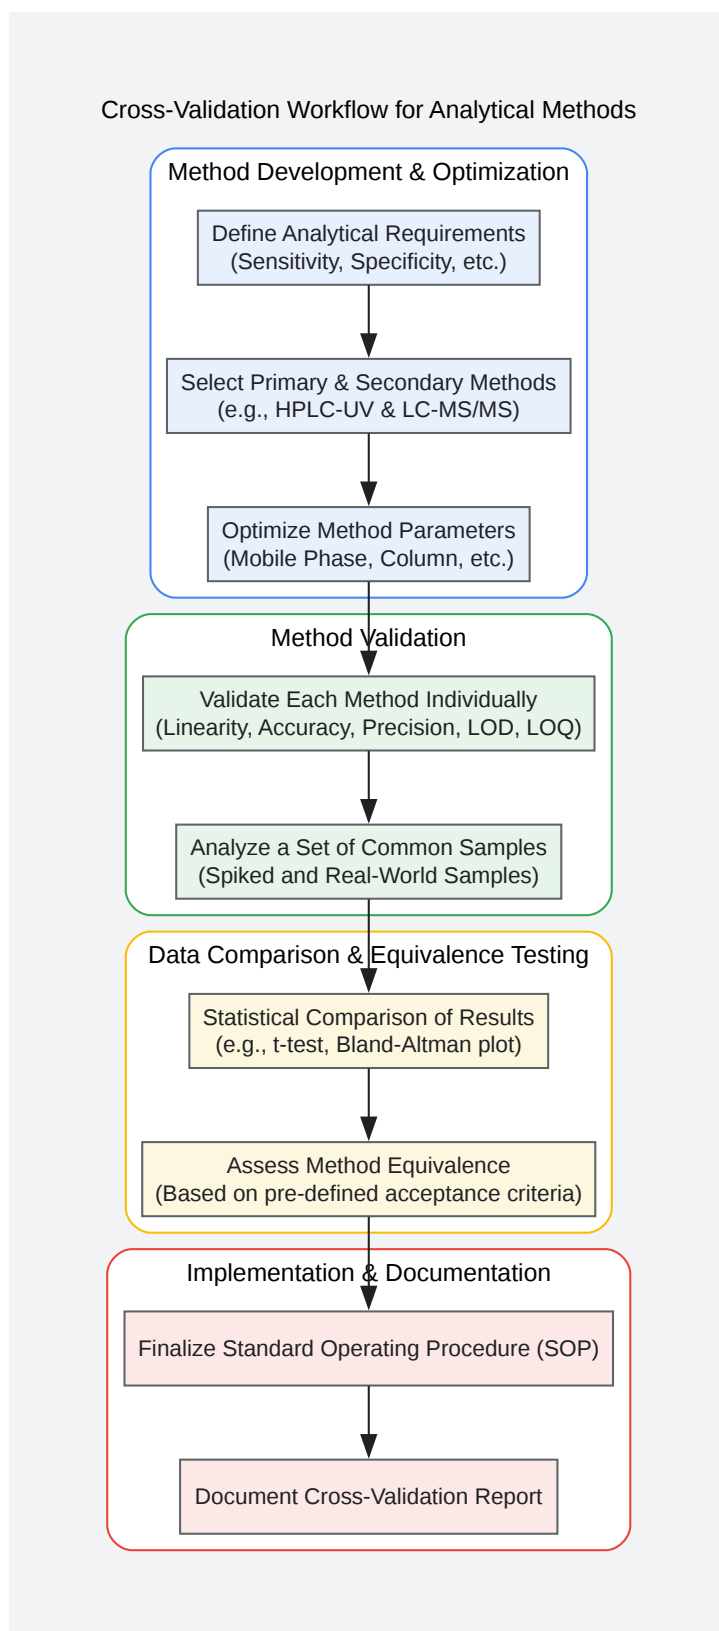 Cross-Validation Workflow for Analytical Methods
Method Development & Optimization
Define Analytical Requirements
(Sensitivity, Specificity, etc.)
Select Primary & Secondary Methods
(e.g., HPLC-UV & LC-MS/MS)
Optimize Method Parameters
(Mobile Phase, Column, etc.)
Method Validation
Validate Each Method Individually
(Linearity, Accuracy, Precision, LOD, LOQ)
Analyze a Set of Common Samples
(Spiked and Real-World Samples)
Data Comparison & Equivalence Testing
Statistical Comparison of Results
(e.g., t-test, Bland-Altman plot)
Assess Method Equivalence
(Based on pre-defined acceptance criteria)
Implementation & Documentation
Finalize Standard Operating Procedure (SOP)
Document Cross-Validation Report